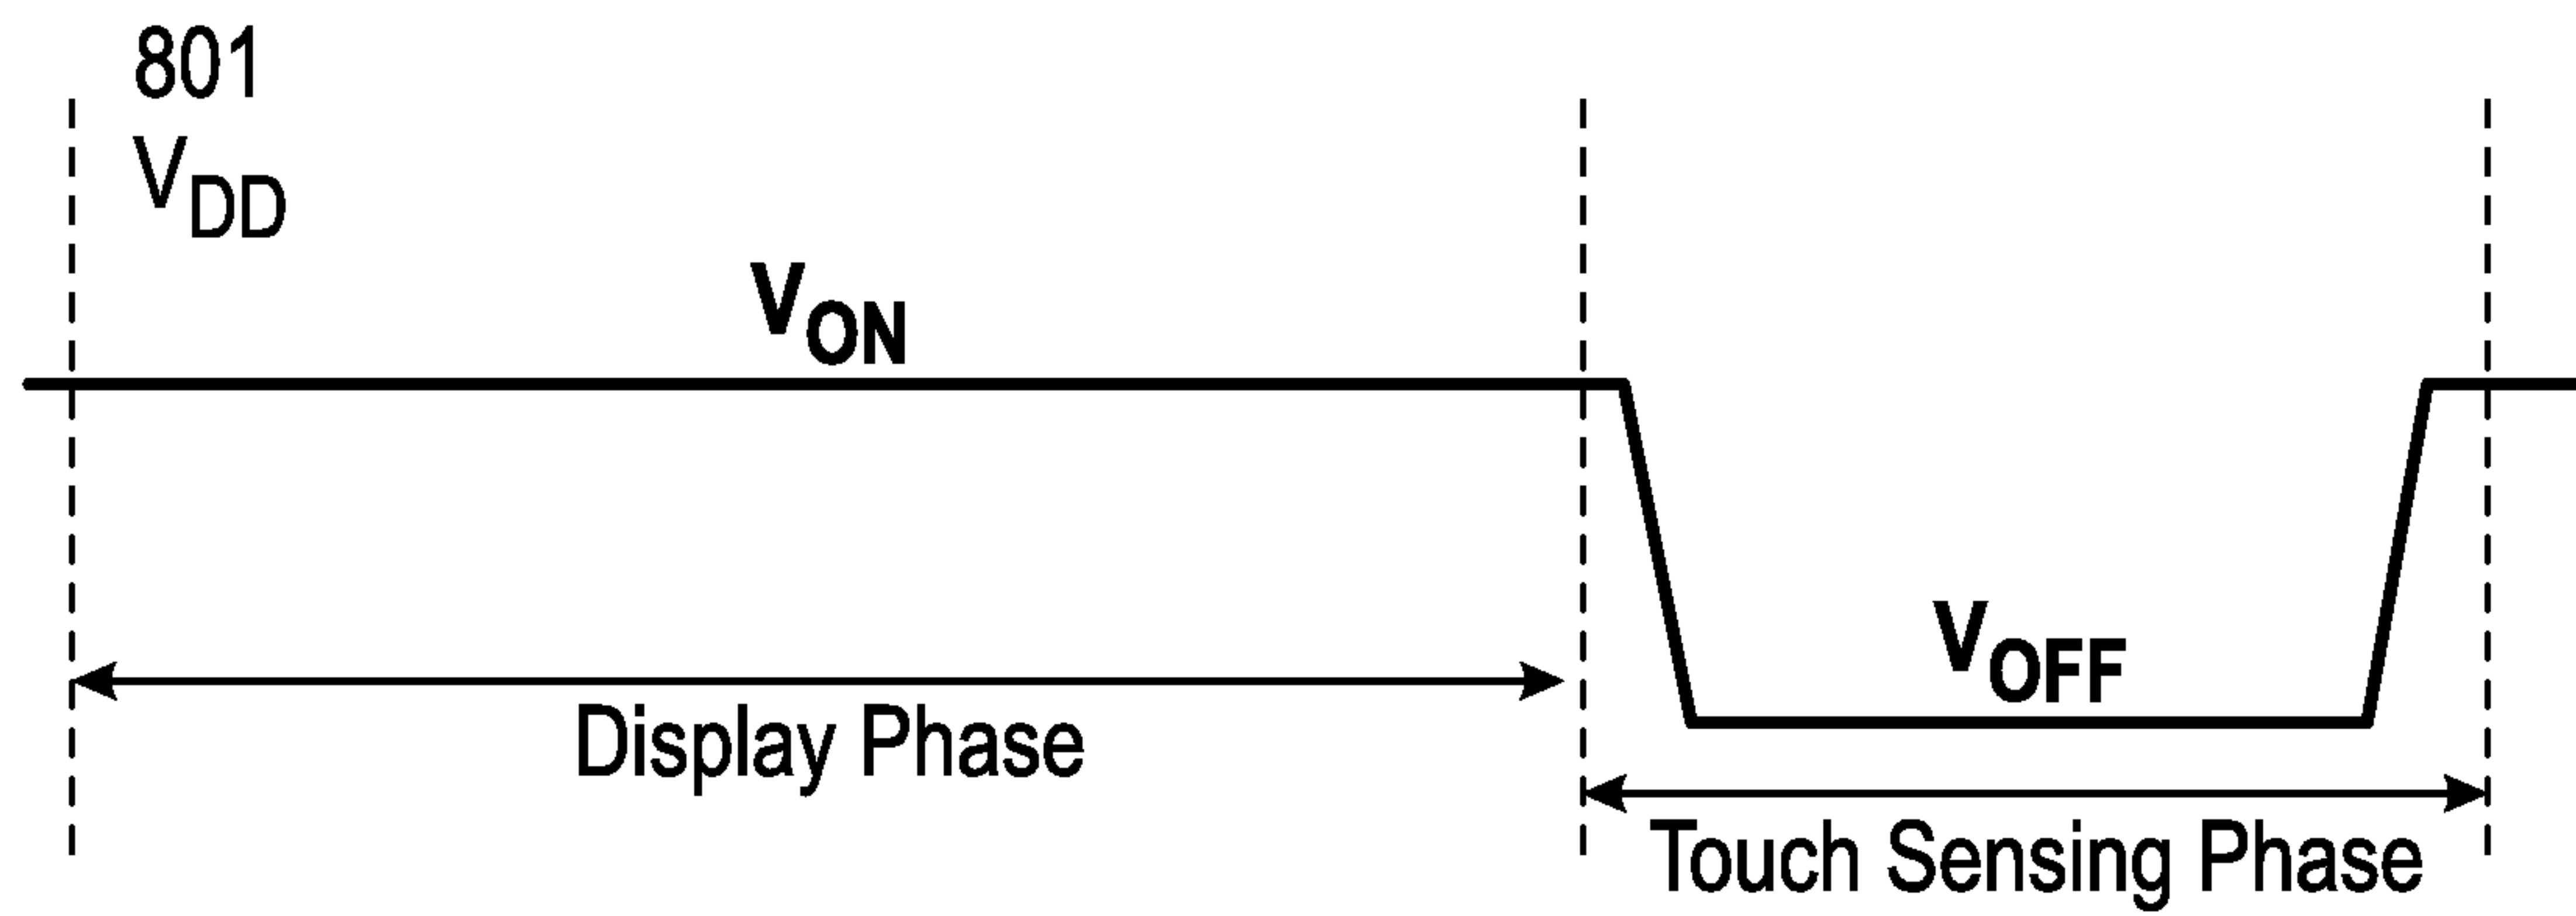 801
VDD
VON
VOFF
Display Phase
Touch Sensing Phase